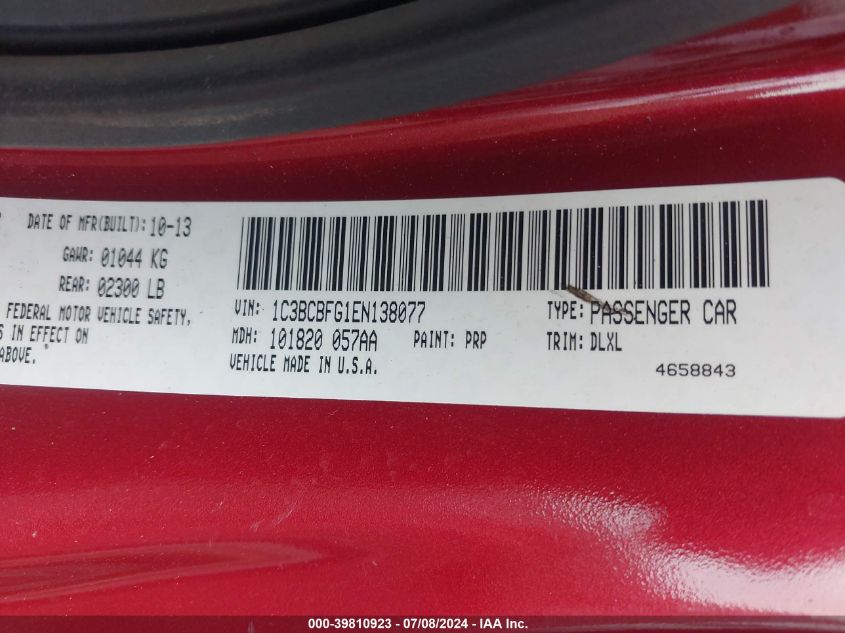 DATE OF MFR(BUILT): 10-13
GAWR: 01044 KG
REAR: 02300 LB
FEDERAL MOTOR VEHICLE SAFETY,
IN EFFECT ON
ABOVE.
VIN: 1C3BCBFG1EN138077
TYPE: PASSENGER CAR
MDH: 101820 057AA
PAINT: PRP
TRIM: DLXL
VEHICLE MADE IN U.S.A.
4658843
000-39810923 - 07/08/2024 - IAA Inc.